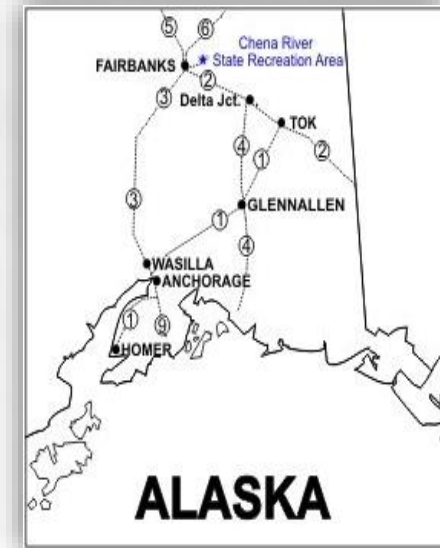 5 6
Chena River
FAIRBANKS State Recreation Area
2
3 Delta Jct.
TOK
4 1 2
3
GLENNALLEN
1
4
WASILLA
ANCHORAGE
1 9
HOMER
ALASKA